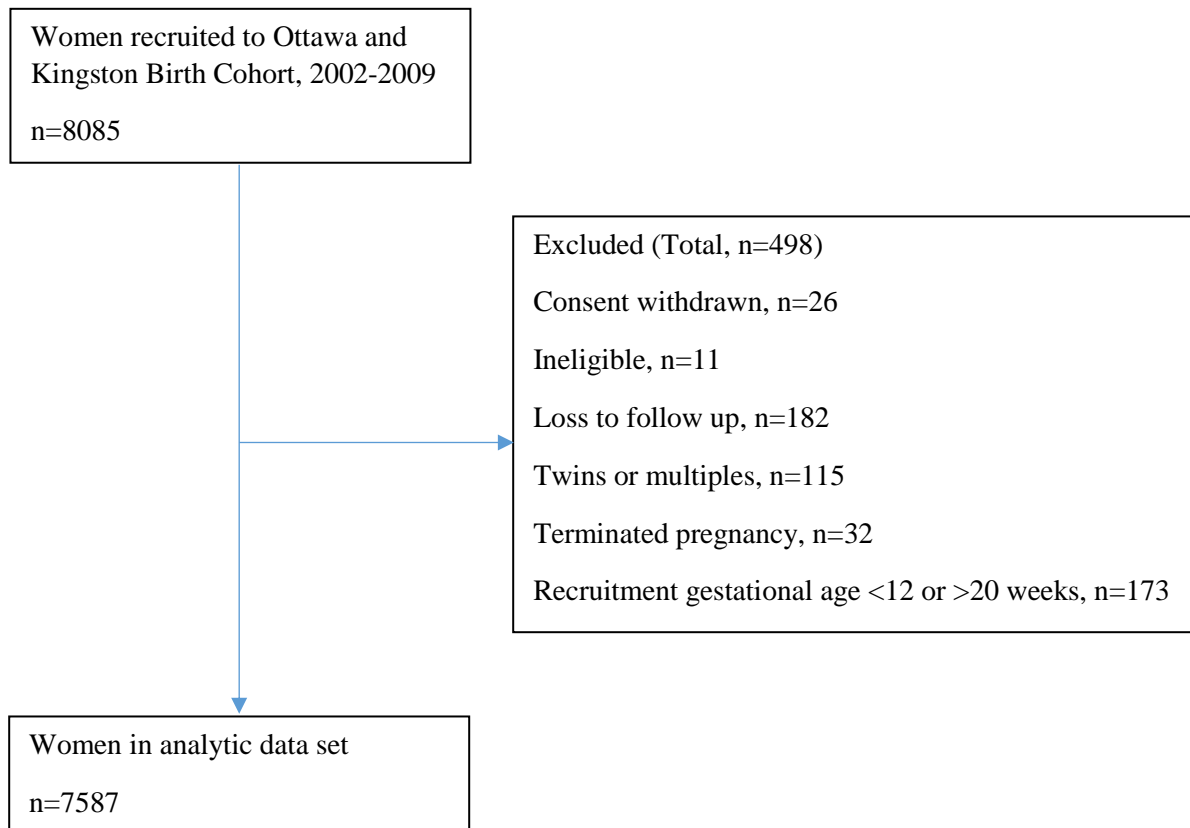 Women recruited to Ottawa and
Kingston Birth Cohort, 2002-2009
n=8085
Excluded (Total, n=498)
Consent withdrawn, n=26
Ineligible, n=11
Loss to follow up, n=182
Twins or multiples, n=115
Terminated pregnancy, n=32
Recruitment gestational age <12 or >20 weeks, n=173
Women in analytic data set
n=7587